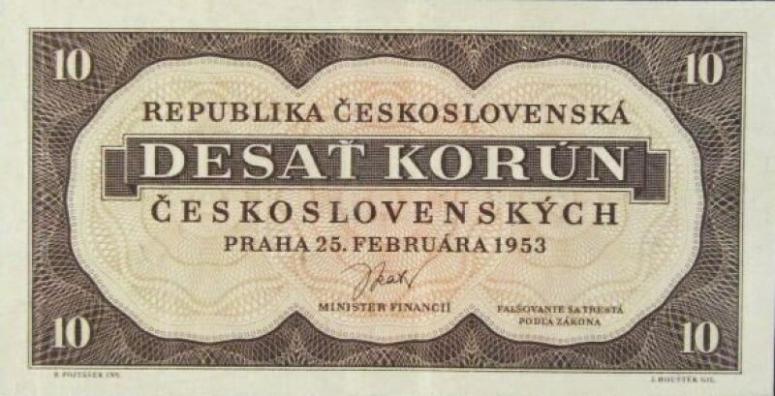 10 10
REPUBLIKA ČESKOSLOVENSKÁ
DESAŤ KORÚN
ČESKOSLOVENSKÝCH
PRAHA 25. FEBRUÁRA 1953
MINISTER FINANCIÍ
FALŠOVANIE SA TRESTÁ
PODĽA ZÁKONA
10 10